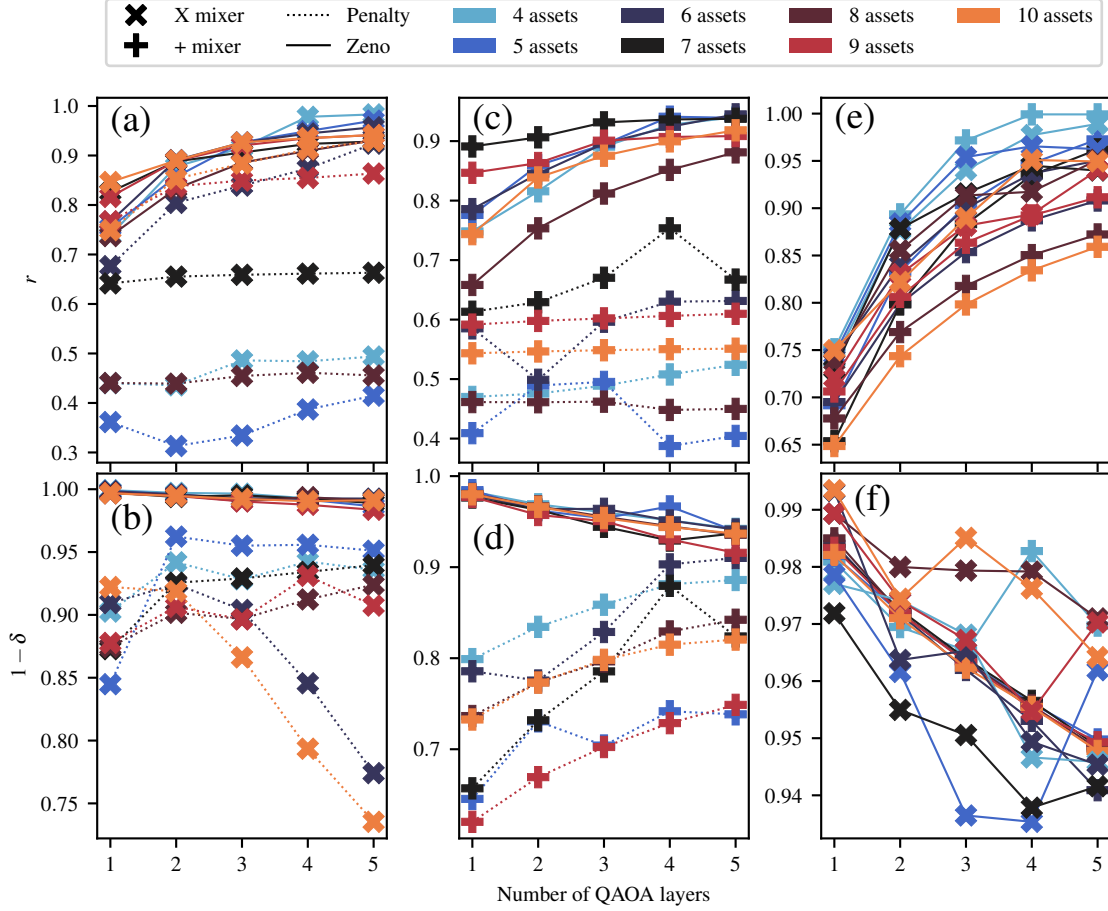 X mixer Penalty 4 assets 6 assets 8 assets 10 assets
+ mixer Zeno 5 assets 7 assets 9 assets
(a)
1.0
0.9
0.8
0.7
0.6
0.5
0.4
0.3
r
(c)
0.9
0.8
0.7
0.6
0.5
0.4
(e)
1.00
0.95
0.90
0.85
0.80
0.75
0.70
0.65
(b)
1.00
0.95
0.90
0.85
0.80
0.75
1 − δ
1 2 3 4 5
(d)
1.0
0.9
0.8
0.7
1 2 3 4 5
(f)
0.99
0.98
0.97
0.96
0.95
0.94
1 2 3 4 5
Number of QAOA layers